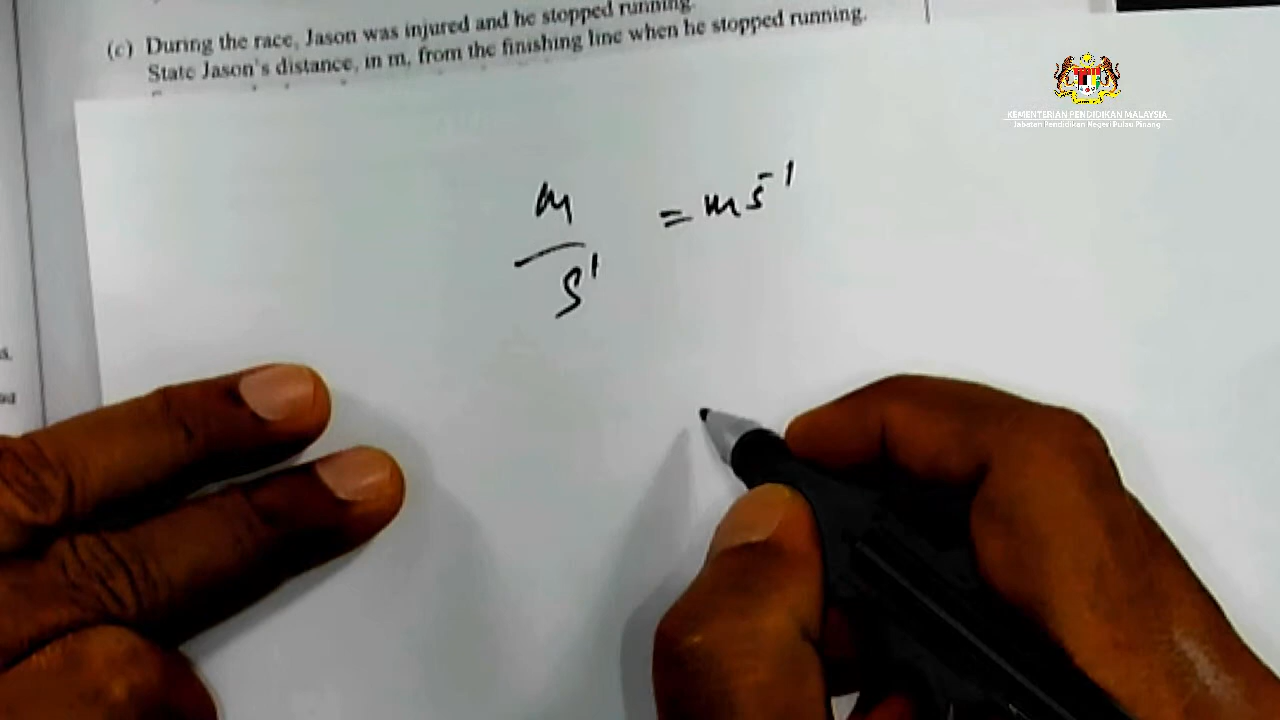 (c) During the race, Jason was injured and he stopped running.
State Jason's distance, in m, from the finishing line when he stopped running.
KEMENTERIAN PENDIDIKAN MALAYSIA
Jabatan Pendidikan Negeri Pulau Pinang
m
= m s⁻¹
s¹